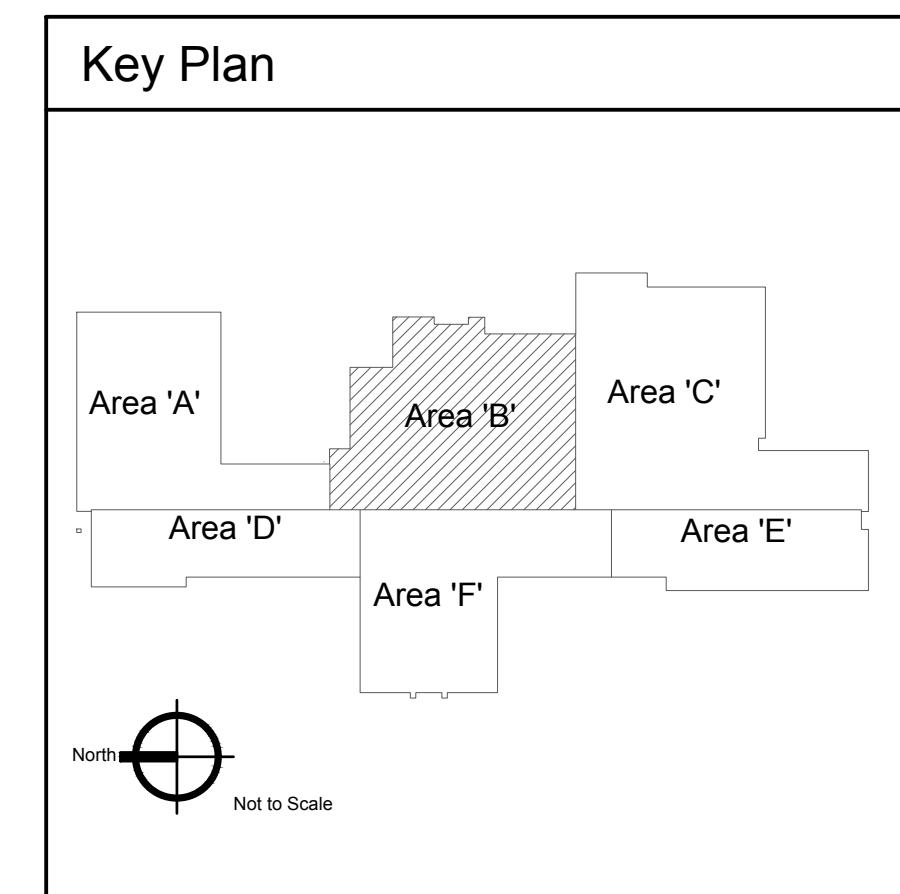 Key Plan
Area 'A'
Area 'B'
Area 'C'
Area 'D'
Area 'E'
Area 'F'
North
Not to Scale